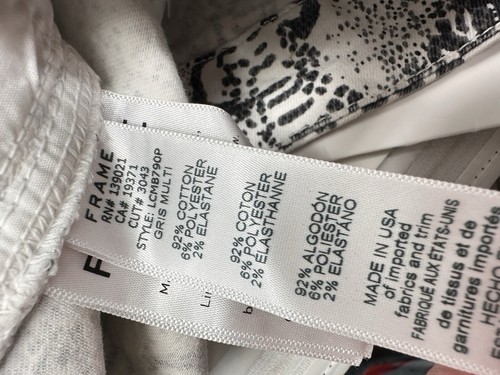 FRAME
RN# 139021
CA# 19371
CUT# 3043
STYLE: LCMB790P
GRIS MULTI
92% COTTON
6% POLYESTER
2% ELASTANE
92% COTON
6% POLYESTER
2% ELASTHANNE
92% ALGODÓN
6% POLIÉSTER
2% ELASTANO
MADE IN USA
of imported
fabrics and trim
FABRIQUÉ AUX ÉTATS-UNIS
de tissus et de
garnitures importés